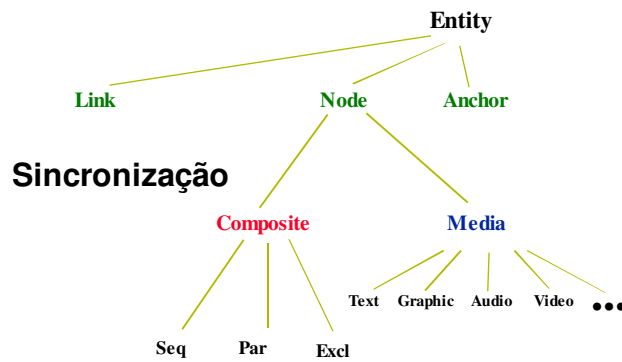 Entity
Link Node Anchor
Sincronização
Composite Media
Text Graphic Audio Video •••
Seq Par Excl